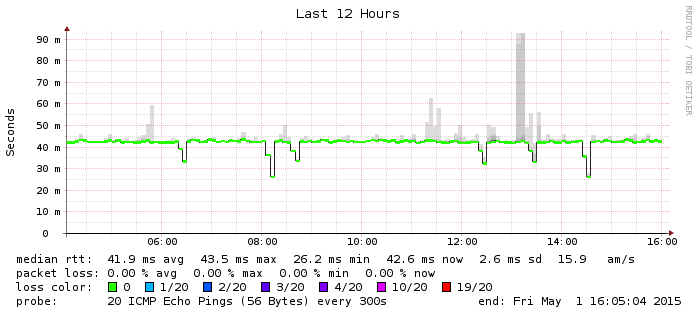 Last 12 Hours
RRDTOOL / TOBI OETIKER
Seconds
90 m
80 m
70 m
60 m
50 m
40 m
30 m
20 m
10 m
0
06:00 08:00 10:00 12:00 14:00 16:00
median rtt: 41.9 ms avg 43.5 ms max 26.2 ms min 42.6 ms now 2.6 ms sd 15.9 am/s
packet loss: 0.00 % avg 0.00 % max 0.00 % min 0.00 % now
loss color: 0 1/20 2/20 3/20 4/20 10/20 19/20
probe: 20 ICMP Echo Pings (56 Bytes) every 300s end: Fri May 1 16:05:04 2015